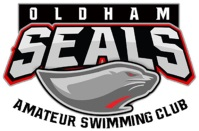 OLDHAM
SEALS
AMATEUR SWIMMING CLUB